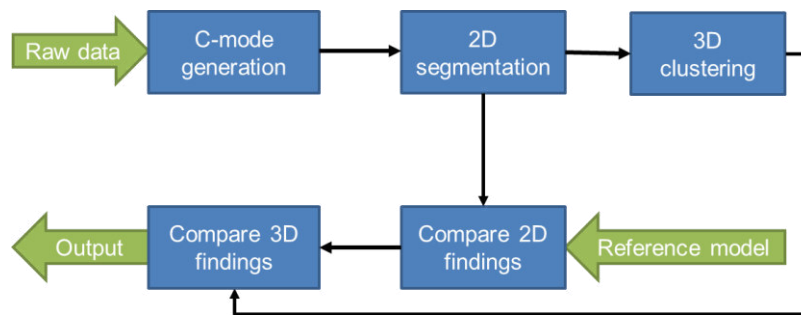 Raw data
C-mode
generation
2D
segmentation
3D
clustering
Output
Compare 3D
findings
Compare 2D
findings
Reference model